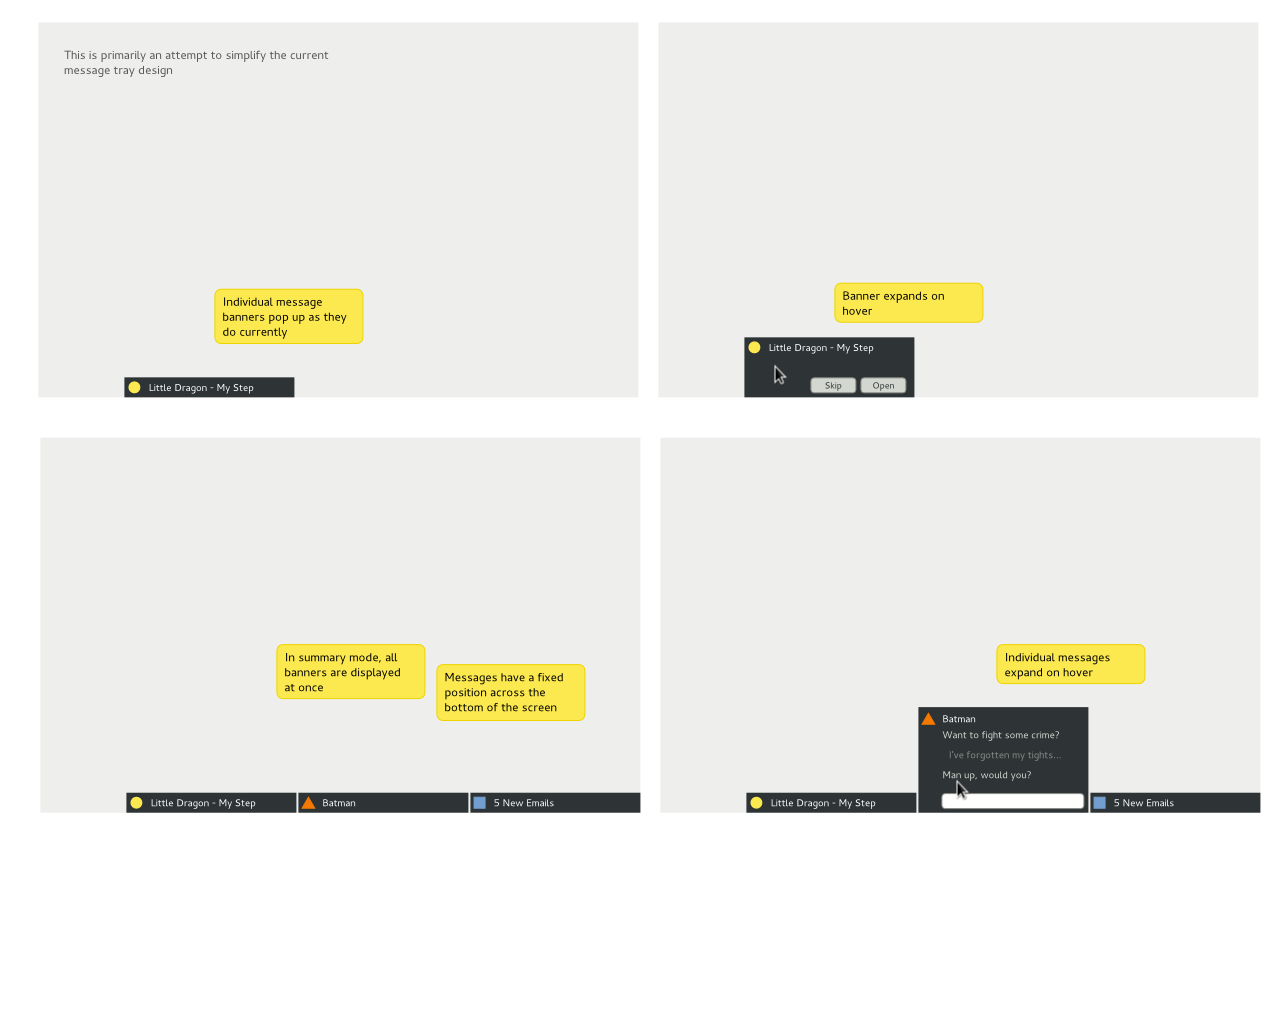 This is primarily an attempt to simplify the current
message tray design
Individual message
banners pop up as they
do currently
Little Dragon - My Step
Banner expands on
hover
Little Dragon - My Step
Skip
Open
In summary mode, all
banners are displayed
at once
Messages have a fixed
position across the
bottom of the screen
Little Dragon - My Step
Batman
5 New Emails
Individual messages
expand on hover
Batman
Want to fight some crime?
I've forgotten my tights...
Man up, would you?
Little Dragon - My Step
5 New Emails